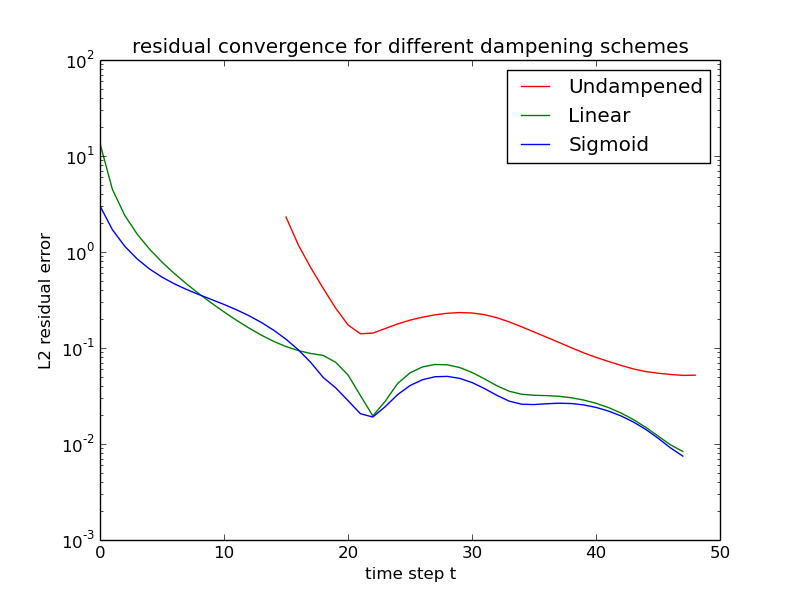 residual convergence for different dampening schemes
10^2
10^1
10^0
10^-1
10^-2
10^-3
L2 residual error
Undampened
Linear
Sigmoid
0 10 20 30 40 50
time step t